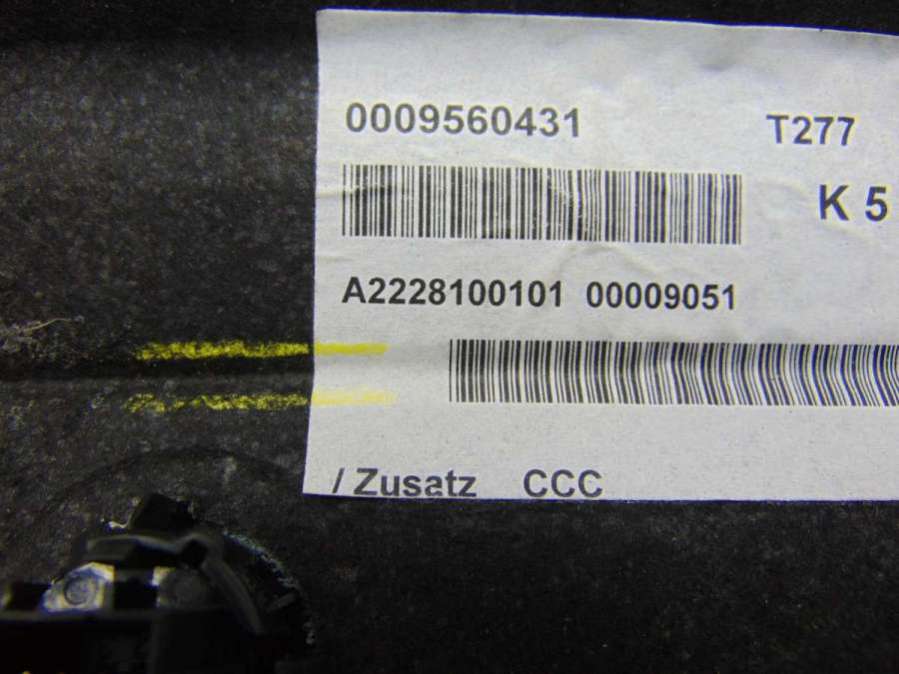 0009560431 T277
K 5
A2228100101 00009051
/ Zusatz CCC